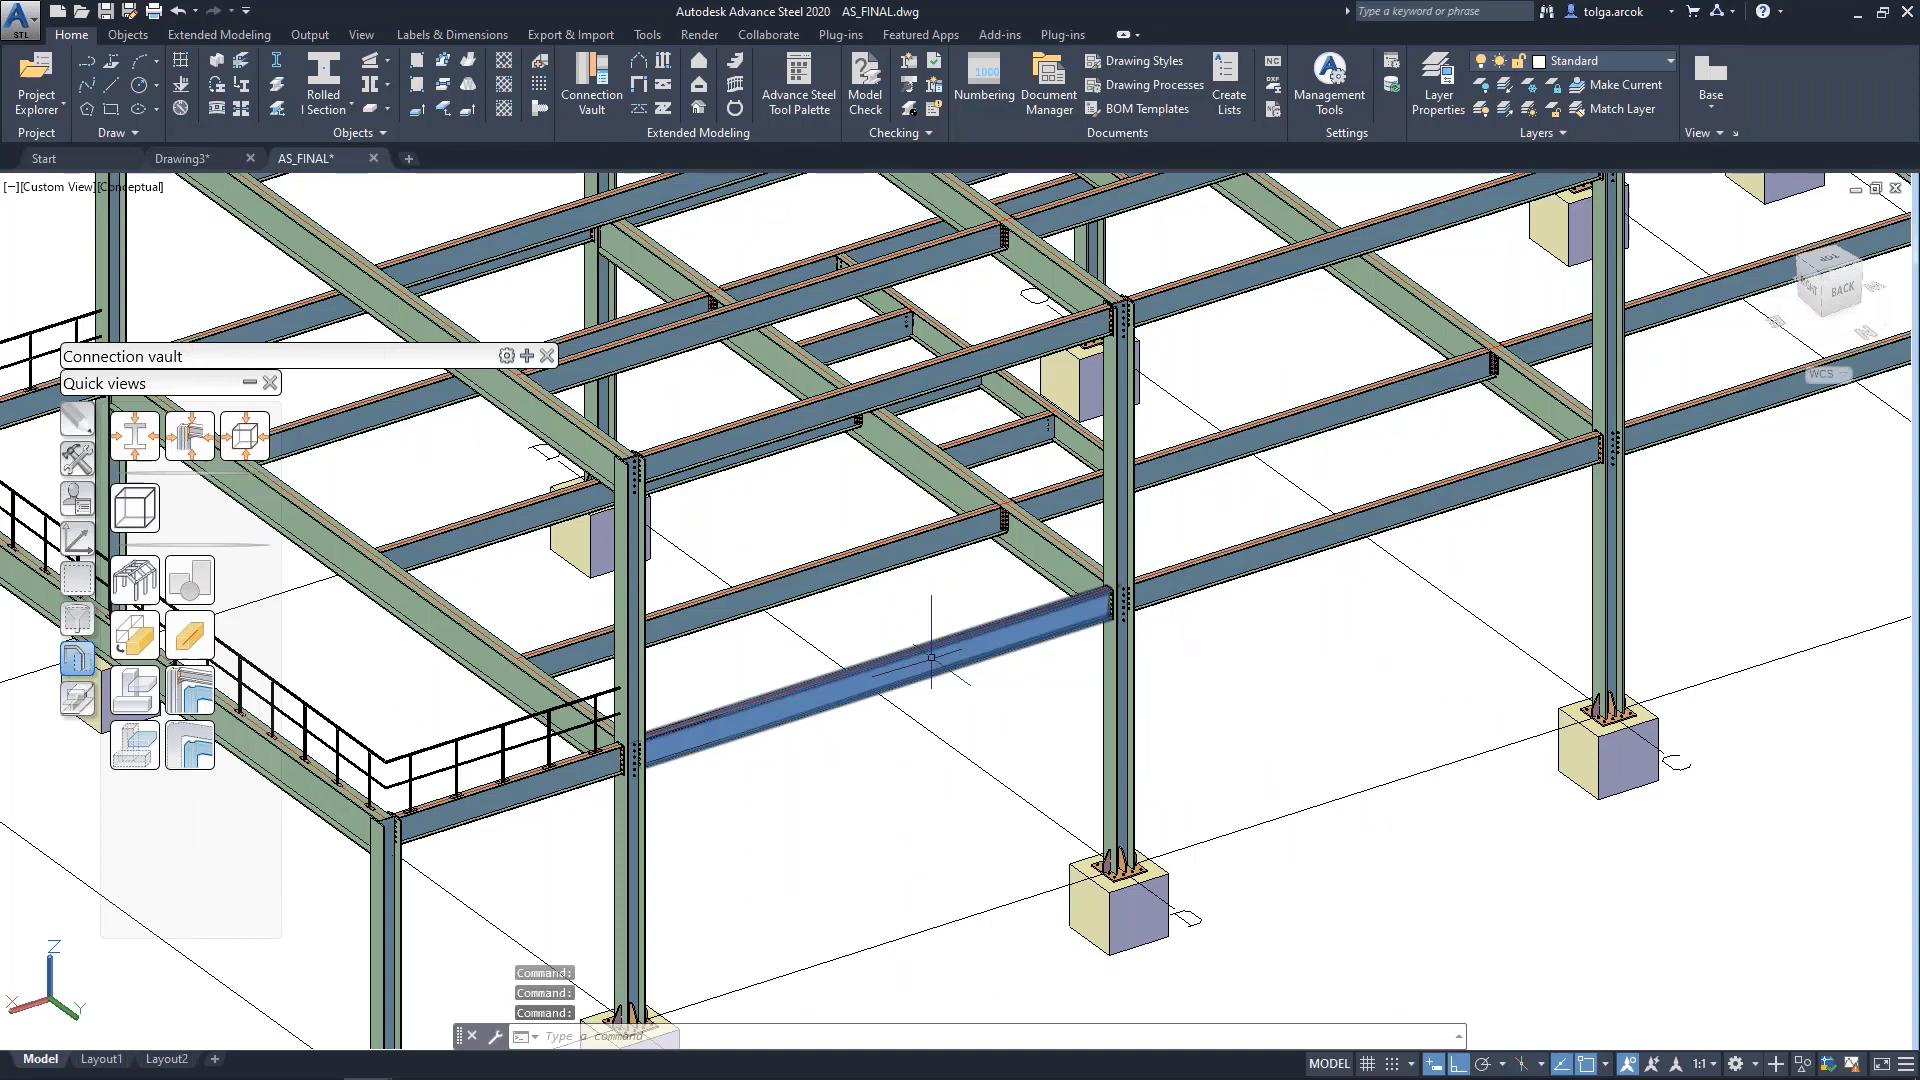 Autodesk Advance Steel 2020 AS_FINAL.dwg
Type a keyword or phrase
tolga.arcok
STL
Home Objects Extended Modeling Output View Labels & Dimensions Export & Import Tools Render Collaborate Plug-ins Featured Apps Add-ins Plug-ins
Project Explorer
Rolled I Section
Connection Vault
Advance Steel Tool Palette
Model Check
1000
Numbering
Document Manager
Drawing Styles
Drawing Processes
BOM Templates
Create Lists
NC
DXF
Management Tools
Layer Properties
Standard
Make Current
Match Layer
Base
Project Draw Objects Extended Modeling Checking Documents Settings Layers View
Start Drawing3* AS_FINAL*
[−][Custom View][Conceptual]
TOP
RIGHT
BACK
WCS
Connection vault
Quick views
D
D
D
C
Z
X
Y
Command:
Command:
Command:
Type a command
Model Layout1 Layout2
MODEL
1:1